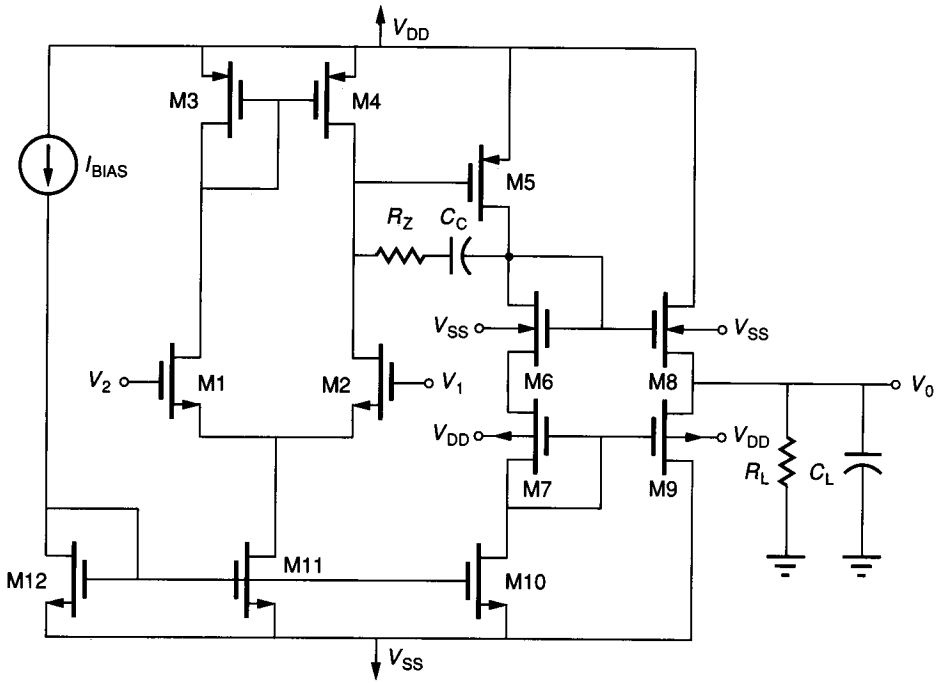 V_DD
M3
M4
I_BIAS
M5
R_Z
C_C
V_SS
V_SS
M6
M8
V_2
M1
M2
V_1
V_0
V_DD
V_DD
R_L
C_L
M7
M9
M12
M11
M10
V_SS